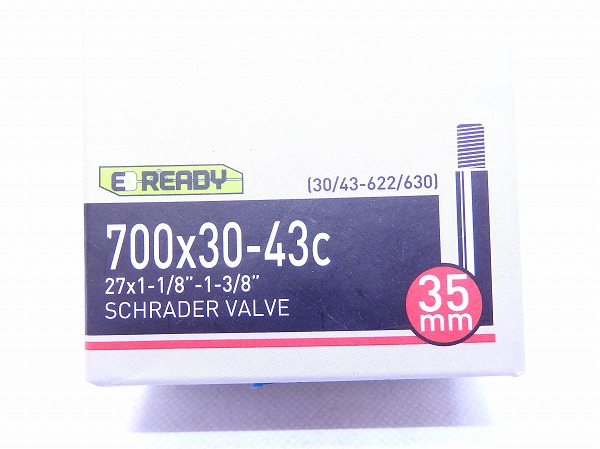 E-READY
(30/43-622/630)
700x30-43c
27x1-1/8"-1-3/8"
SCHRADER VALVE
35
mm